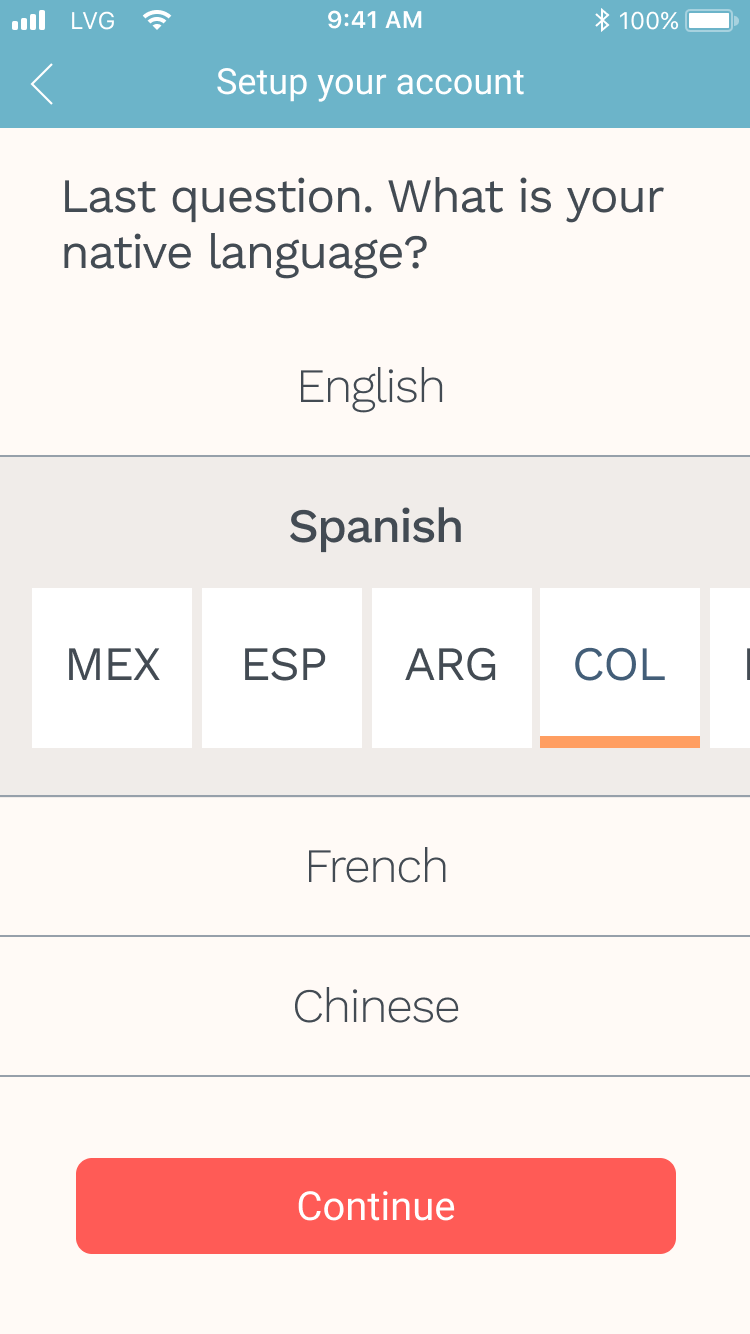 LVG 9:41 AM 100%
Setup your account
Last question. What is your
native language?
English
Spanish
MEX ESP ARG COL
French
Chinese
Continue